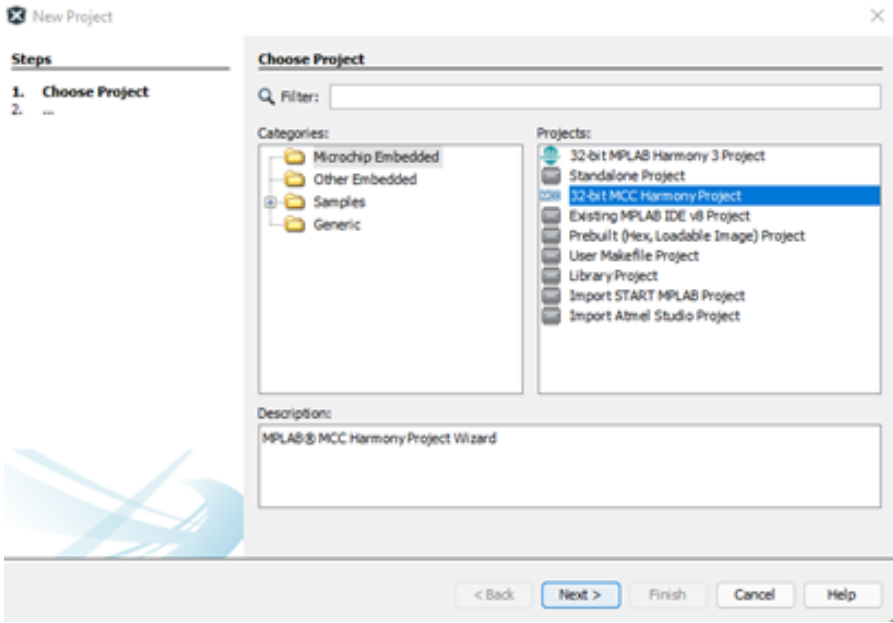 New Project
Steps
1. Choose Project
2. ...
Choose Project
Filter:
Categories:
Microchip Embedded
Other Embedded
Samples
Generic
Projects:
32-bit MPLAB Harmony 3 Project
Standalone Project
32-bit MCC Harmony Project
Existing MPLAB IDE v8 Project
Prebuilt (Hex, Loadable Image) Project
User Makefile Project
Library Project
Import START MPLAB Project
Import Atmel Studio Project
Description:
MPLAB® MCC Harmony Project Wizard
< Back
Next >
Finish
Cancel
Help